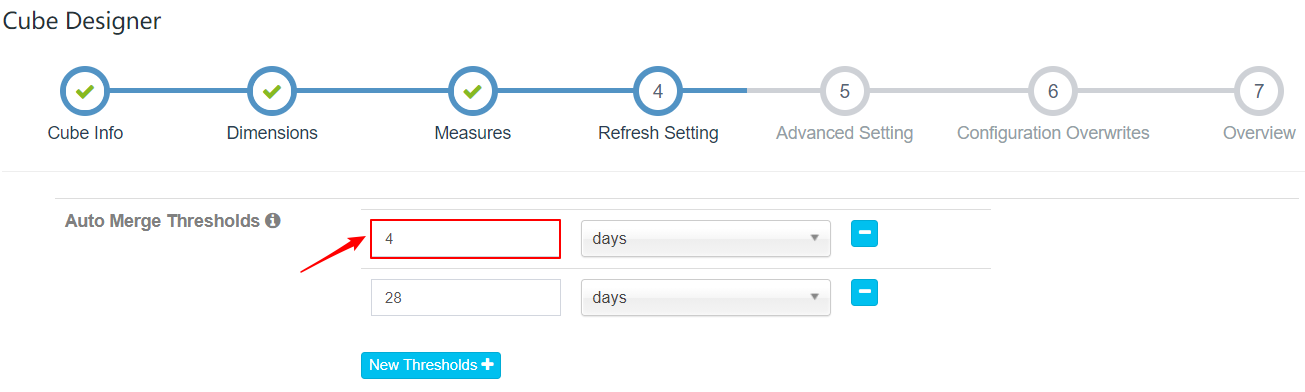 Cube Designer
4 5 6 7
Cube Info Dimensions Measures Refresh Setting Advanced Setting Configuration Overwrites Overview
Auto Merge Thresholds
4 days
28 days
New Thresholds +